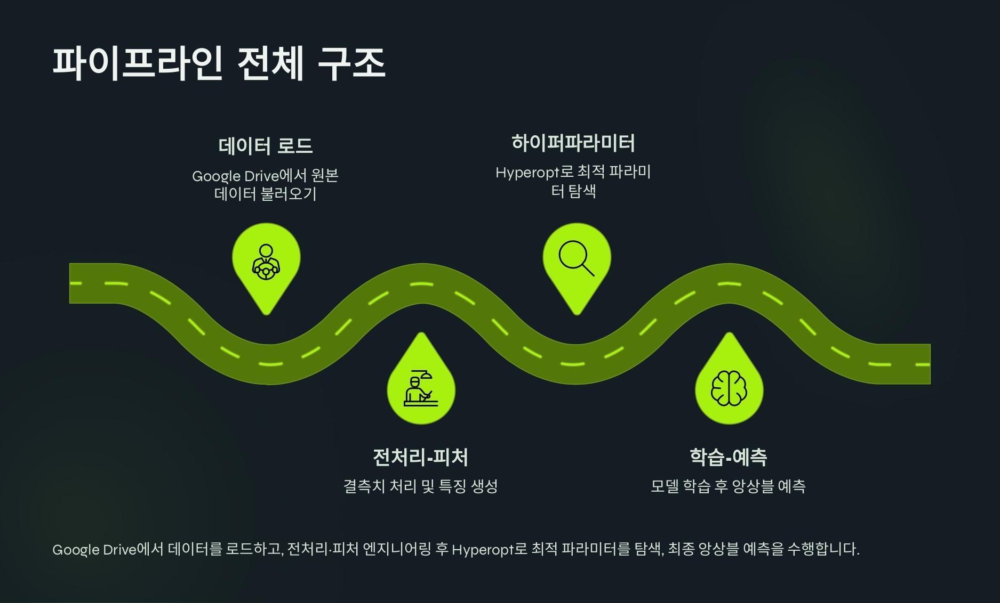 파이프라인 전체 구조
데이터 로드
Google Drive에서 원본
데이터 불러오기
하이퍼파라미터
Hyperopt로 최적 파라미
터 탐색
전처리-피처
결측치 처리 및 특징 생성
학습-예측
모델 학습 후 앙상블 예측
Google Drive에서 데이터를 로드하고, 전처리·피처 엔지니어링 후 Hyperopt로 최적 파라미터를 탐색, 최종 앙상블 예측을 수행합니다.